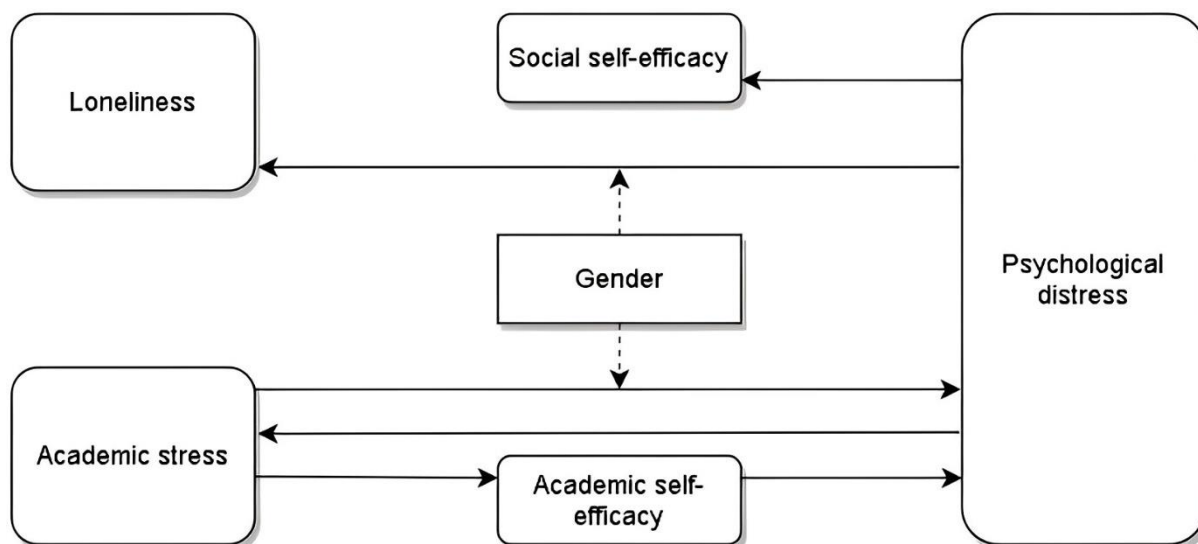 Social self-efficacy
Loneliness
Gender
Psychological
distress
Academic stress
Academic self-
efficacy